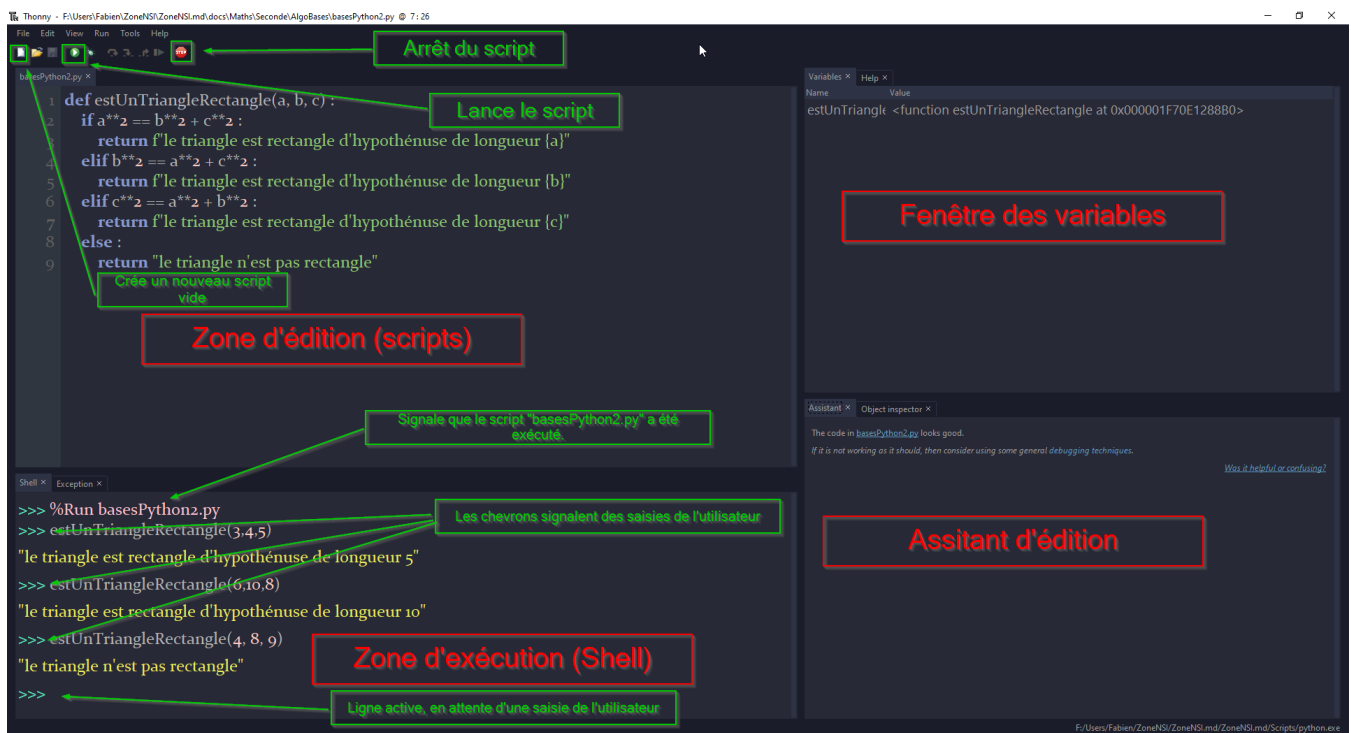 Thonny - F:\Users\Fabien\ZoneNSI\ZoneNSI.md\docs\Maths\Seconde\AlgoBases\basesPython2.py @ 7:26
File Edit View Run Tools Help
STOP
Arrêt du script
basesPython2.py ×
Lance le script
1 def estUnTriangleRectangle(a, b, c) :
2 if a**2 == b**2 + c**2 :
3 return f"le triangle est rectangle d'hypothénuse de longueur {a}"
4 elif b**2 == a**2 + c**2 :
5 return f"le triangle est rectangle d'hypothénuse de longueur {b}"
6 elif c**2 == a**2 + b**2 :
7 return f"le triangle est rectangle d'hypothénuse de longueur {c}"
8 else :
9 return "le triangle n'est pas rectangle"
Crée un nouveau script
vide
Zone d'édition (scripts)
Signale que le script "basesPython2.py" a été
exécuté.
Variables × Help ×
Name Value
estUnTriangle <function estUnTriangleRectangle at 0x000001F70E1288B0>
Fenêtre des variables
Shell × Exception ×
>>> %Run basesPython2.py
>>> estUnTriangleRectangle(3,4,5)
"le triangle est rectangle d'hypothénuse de longueur 5"
>>> estUnTriangleRectangle(6,10,8)
"le triangle est rectangle d'hypothénuse de longueur 10"
>>> estUnTriangleRectangle(4, 8, 9)
"le triangle n'est pas rectangle"
>>>
Les chevrons signalent des saisies de l'utilisateur
Zone d'exécution (Shell)
Ligne active, en attente d'une saisie de l'utilisateur
Assistant × Object inspector ×
The code in basesPython2.py looks good.
If it is not working as it should, then consider using some general debugging techniques.
Was it helpful or confusing?
Assitant d'édition
F:/Users/Fabien/ZoneNSI/ZoneNSI.md/ZoneNSI.md/Scripts/python.exe